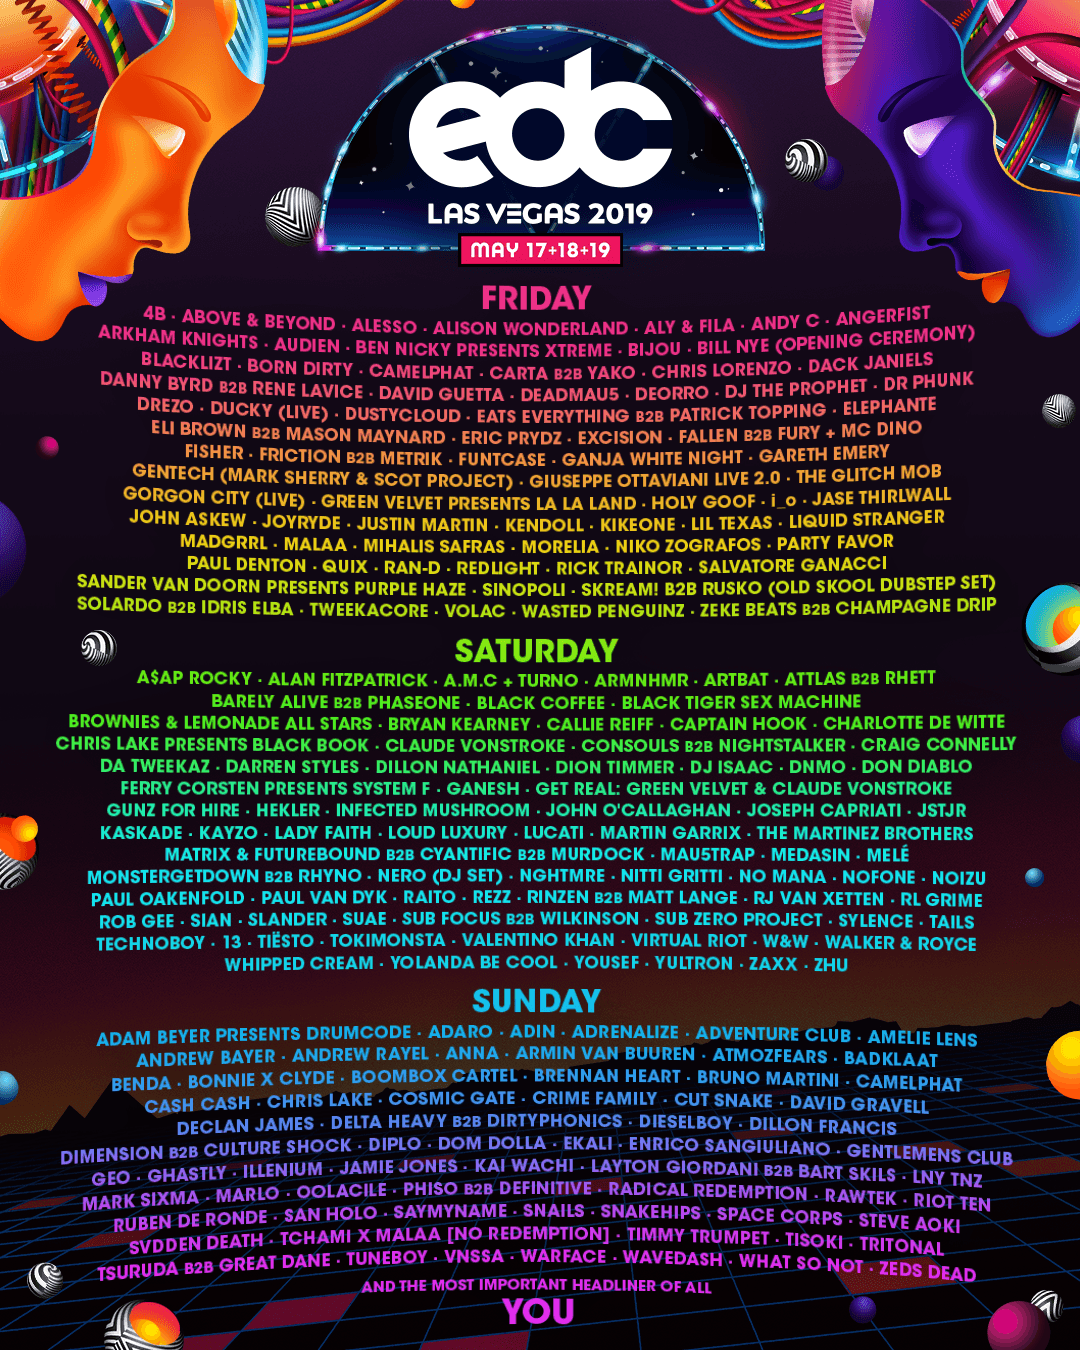 edc
LAS VEGAS 2019
MAY 17+18+19
FRIDAY
4B · ABOVE & BEYOND · ALESSO · ALISON WONDERLAND · ALY & FILA · ANDY C · ANGERFIST
ARKHAM KNIGHTS · AUDIEN · BEN NICKY PRESENTS XTREME · BIJOU · BILL NYE (OPENING CEREMONY)
BLACKLIZT · BORN DIRTY · CAMELPHAT · CARTA B2B YAKO · CHRIS LORENZO · DACK JANIELS
DANNY BYRD B2B RENE LAVICE · DAVID GUETTA · DEADMAU5 · DEORRO · DJ THE PROPHET · DR PHUNK
DREZO · DUCKY (LIVE) · DUSTYCLOUD · EATS EVERYTHING B2B PATRICK TOPPING · ELEPHANTE
ELI BROWN B2B MASON MAYNARD · ERIC PRYDZ · EXCISION · FALLEN B2B FURY + MC DINO
FISHER · FRICTION B2B METRIK · FUNTCASE · GANJA WHITE NIGHT · GARETH EMERY
GENTECH (MARK SHERRY & SCOT PROJECT) · GIUSEPPE OTTAVIANI LIVE 2.0 · THE GLITCH MOB
GORGON CITY (LIVE) · GREEN VELVET PRESENTS LA LA LAND · HOLY GOOF · i_o · JASE THIRLWALL
JOHN ASKEW · JOYRYDE · JUSTIN MARTIN · KENDOLL · KIKEONE · LIL TEXAS · LIQUID STRANGER
MADGRRL · MALAA · MIHALIS SAFRAS · MORELIA · NIKO ZOGRAFOS · PARTY FAVOR
PAUL DENTON · QUIX · RAN-D · REDLIGHT · RICK TRAINOR · SALVATORE GANACCI
SANDER VAN DOORN PRESENTS PURPLE HAZE · SINOPOLI · SKREAM! B2B RUSKO (OLD SKOOL DUBSTEP SET)
SOLARDO B2B IDRIS ELBA · TWEEKACORE · VOLAC · WASTED PENGUINZ · ZEKE BEATS B2B CHAMPAGNE DRIP
SATURDAY
A$AP ROCKY · ALAN FITZPATRICK · A.M.C + TURNO · ARMNHMR · ARTBAT · ATTLAS B2B RHETT
BARELY ALIVE B2B PHASEONE · BLACK COFFEE · BLACK TIGER SEX MACHINE
BROWNIES & LEMONADE ALL STARS · BRYAN KEARNEY · CALLIE REIFF · CAPTAIN HOOK · CHARLOTTE DE WITTE
CHRIS LAKE PRESENTS BLACK BOOK · CLAUDE VONSTROKE · CONSOULS B2B NIGHTSTALKER · CRAIG CONNELLY
DA TWEEKAZ · DARREN STYLES · DILLON NATHANIEL · DION TIMMER · DJ ISAAC · DNMO · DON DIABLO
FERRY CORSTEN PRESENTS SYSTEM F · GANESH · GET REAL: GREEN VELVET & CLAUDE VONSTROKE
GUNZ FOR HIRE · HEKLER · INFECTED MUSHROOM · JOHN O'CALLAGHAN · JOSEPH CAPRIATI · JSTJR
KASKADE · KAYZO · LADY FAITH · LOUD LUXURY · LUCATI · MARTIN GARRIX · THE MARTINEZ BROTHERS
MATRIX & FUTUREBOUND B2B CYANTIFIC B2B MURDOCK · MAU5TRAP · MEDASIN · MELÉ
MONSTERGETDOWN B2B RHYNO · NERO (DJ SET) · NGHTMRE · NITTI GRITTI · NO MANA · NOFONE · NOIZU
PAUL OAKENFOLD · PAUL VAN DYK · RAITO · REZZ · RINZEN B2B MATT LANGE · RJ VAN XETTEN · RL GRIME
ROB GEE · SIAN · SLANDER · SUAE · SUB FOCUS B2B WILKINSON · SUB ZERO PROJECT · SYLENCE · TAILS
TECHNOBOY · 13 · TIËSTO · TOKIMONSTA · VALENTINO KHAN · VIRTUAL RIOT · W&W · WALKER & ROYCE
WHIPPED CREAM · YOLANDA BE COOL · YOUSEF · YULTRON · ZAXX · ZHU
SUNDAY
ADAM BEYER PRESENTS DRUMCODE · ADARO · ADIN · ADRENALIZE · ADVENTURE CLUB · AMELIE LENS
ANDREW BAYER · ANDREW RAYEL · ANNA · ARMIN VAN BUUREN · ATMOZFEARS · BADKLAAT
BENDA · BONNIE X CLYDE · BOOMBOX CARTEL · BRENNAN HEART · BRUNO MARTINI · CAMELPHAT
CASH CASH · CHRIS LAKE · COSMIC GATE · CRIME FAMILY · CUT SNAKE · DAVID GRAVELL
DECLAN JAMES · DELTA HEAVY B2B DIRTYPHONICS · DIESELBOY · DILLON FRANCIS
DIMENSION B2B CULTURE SHOCK · DIPLO · DOM DOLLA · EKALI · ENRICO SANGIULIANO · GENTLEMENS CLUB
GEO · GHASTLY · ILLENIUM · JAMIE JONES · KAI WACHI · LAYTON GIORDANI B2B BART SKILS · LNY TNZ
MARK SIXMA · MARLO · OOLACILE · PHISO B2B DEFINITIVE · RADICAL REDEMPTION · RAWTEK · RIOT TEN
RUBEN DE RONDE · SAN HOLO · SAYMYNAME · SNAILS · SNAKEHIPS · SPACE CORPS · STEVE AOKI
SVDDEN DEATH · TCHAMI X MALAA [NO REDEMPTION] · TIMMY TRUMPET · TISOKI · TRITONAL
TSURUDA B2B GREAT DANE · TUNEBOY · VNSSA · WARFACE · WAVEDASH · WHAT SO NOT · ZEDS DEAD
AND THE MOST IMPORTANT HEADLINER OF ALL
YOU